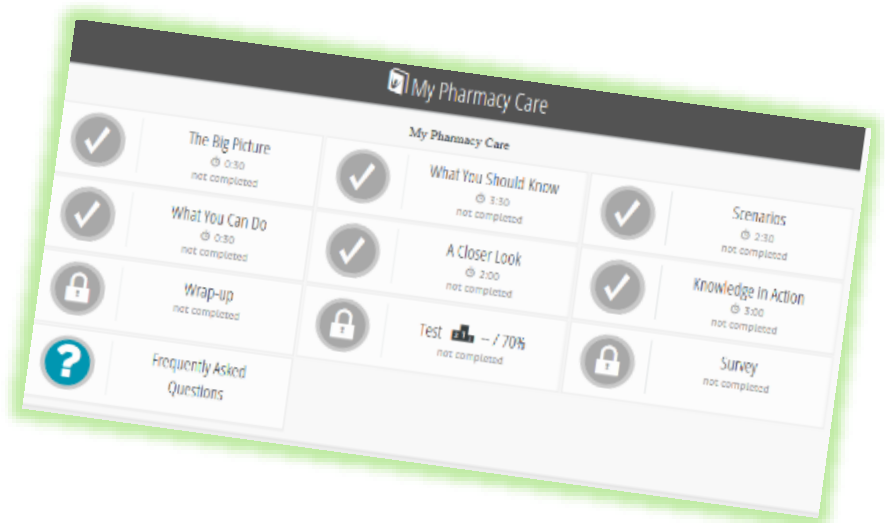 My Pharmacy Care
My Pharmacy Care
The Big Picture
0:30
not completed
What You Should Know
3:30
not completed
Scenarios
2:30
not completed
What You Can Do
0:30
not completed
A Closer Look
2:00
not completed
Knowledge in Action
3:00
not completed
Wrap-up
not completed
Test -- / 70%
not completed
Survey
not completed
Frequently Asked
Questions